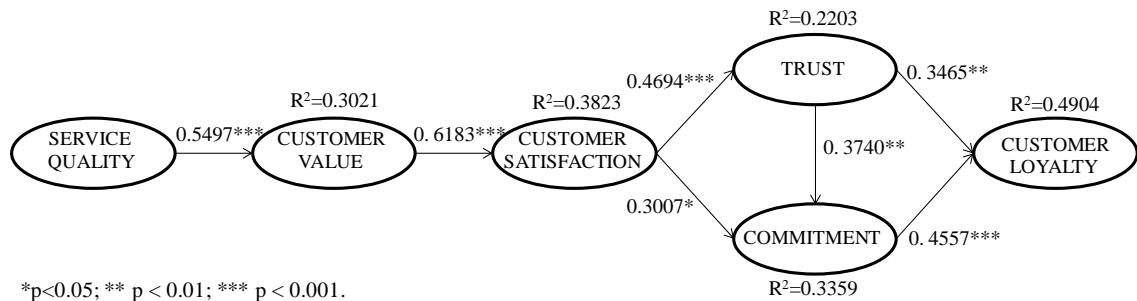 R²=0.2203
TRUST
0.4694***
0. 3465**
R²=0.3021
R²=0.3823
R²=0.4904
SERVICE
QUALITY
0.5497***
CUSTOMER
VALUE
0. 6183***
CUSTOMER
SATISFACTION
0. 3740**
CUSTOMER
LOYALTY
0.3007*
COMMITMENT
0. 4557***
R²=0.3359
*p<0.05; ** p < 0.01; *** p < 0.001.